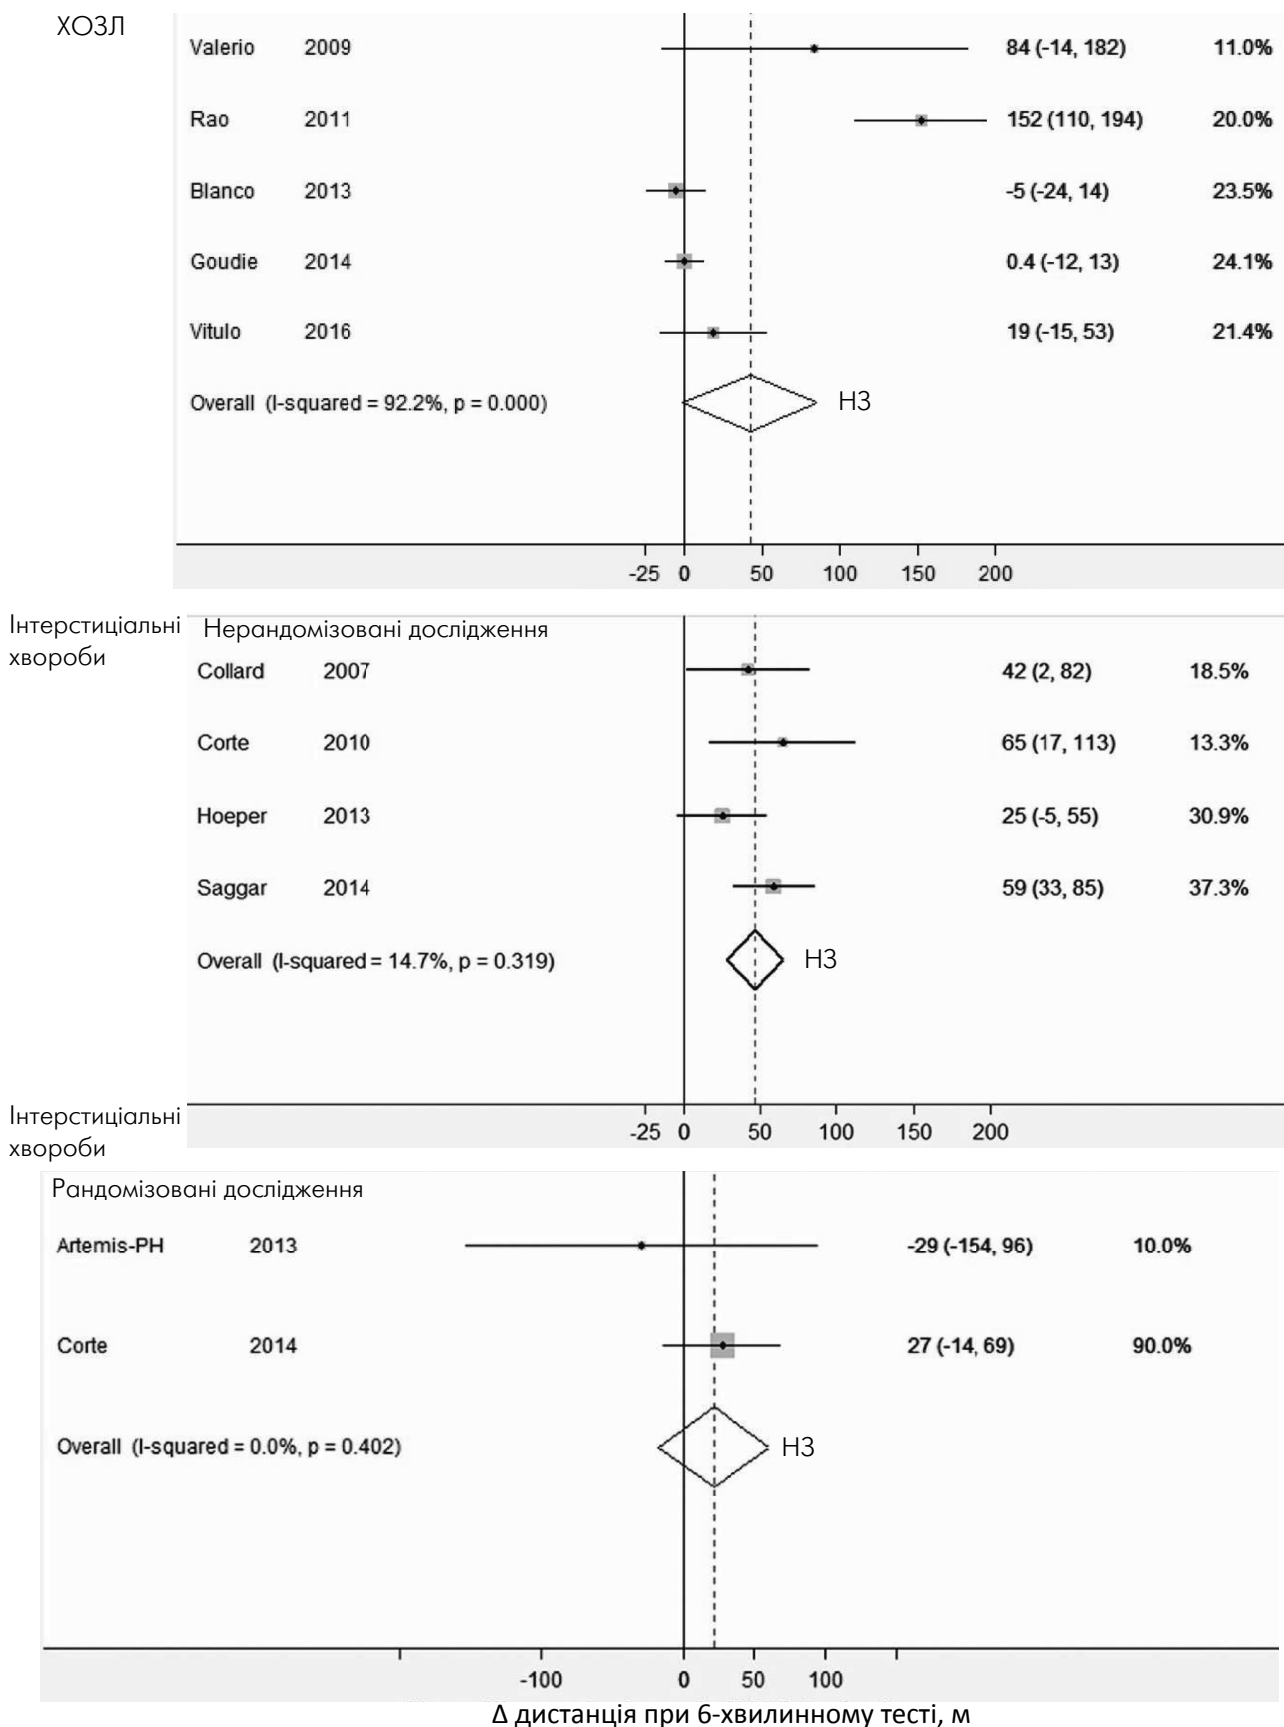 ХОЗЛ
Valerio 2009 84 (-14, 182) 11.0%
Rao 2011 152 (110, 194) 20.0%
Blanco 2013 -5 (-24, 14) 23.5%
Goudie 2014 0.4 (-12, 13) 24.1%
Vitulo 2016 19 (-15, 53) 21.4%
Overall (I-squared = 92.2%, p = 0.000) НЗ
-25 0 50 100 150 200
Інтерстиціальні
хвороби
Нерандомізовані дослідження
Collard 2007 42 (2, 82) 18.5%
Corte 2010 65 (17, 113) 13.3%
Hoeper 2013 25 (-5, 55) 30.9%
Saggar 2014 59 (33, 85) 37.3%
Overall (I-squared = 14.7%, p = 0.319) НЗ
-25 0 50 100 150 200
Інтерстиціальні
хвороби
Рандомізовані дослідження
Artemis-PH 2013 -29 (-154, 96) 10.0%
Corte 2014 27 (-14, 69) 90.0%
Overall (I-squared = 0.0%, p = 0.402) НЗ
-100 0 50 100
Δ дистанція при 6-хвилинному тесті, м